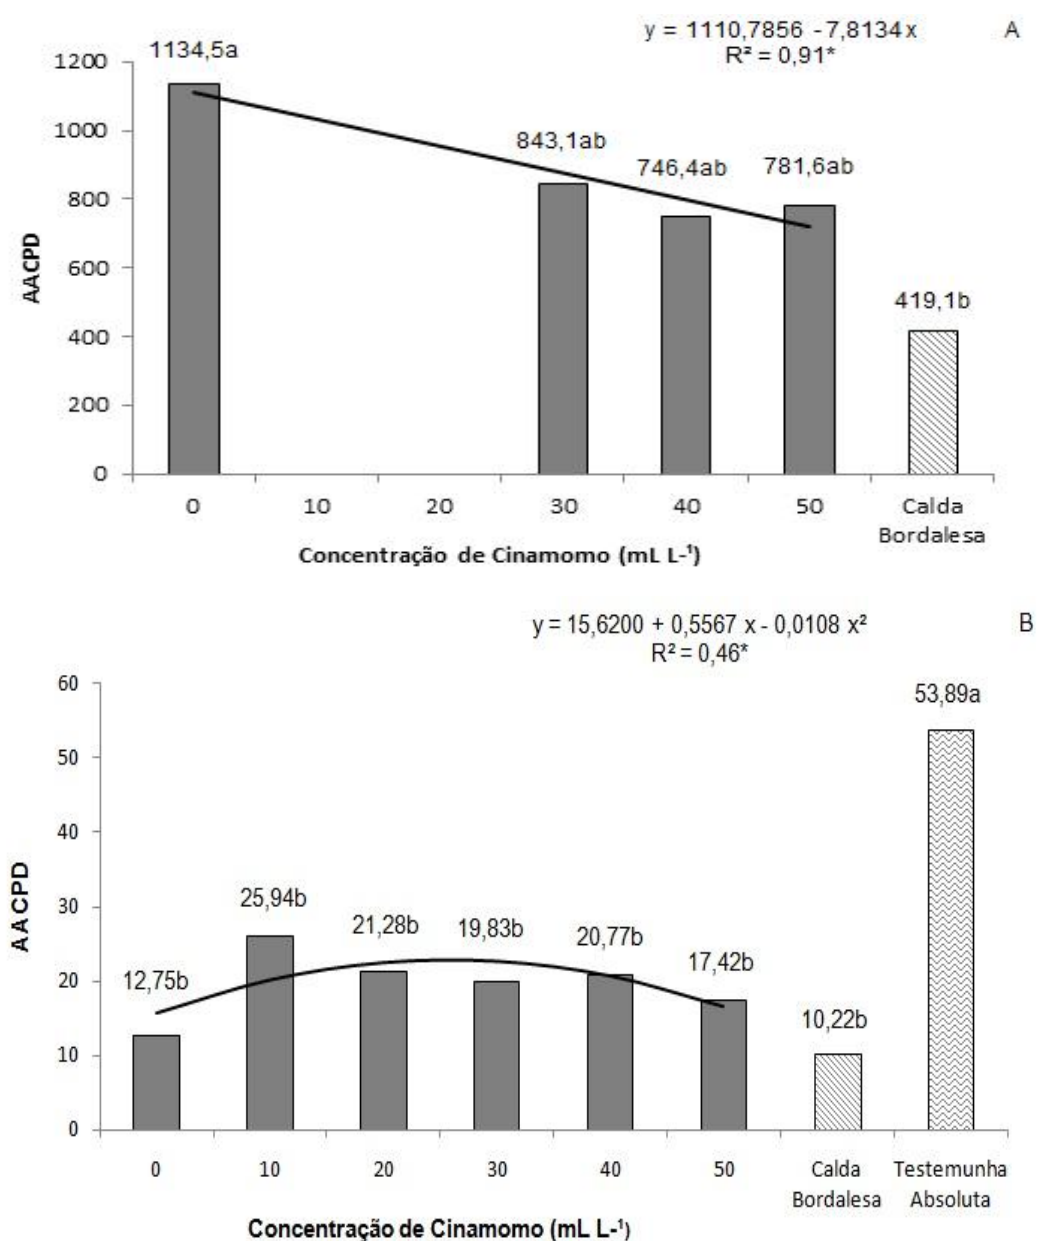 y = 1110,7856 - 7,8134 x
R² = 0,91*
A
1134,5a
843,1ab
746,4ab
781,6ab
419,1b
1200
1000
800
600
400
200
0
AACPD
0
10
20
30
40
50
Calda
Bordalesa
Concentração de Cinamomo (mL L-¹)
y = 15,6200 + 0,5567 x - 0,0108 x²
R² = 0,46*
B
60
50
40
30
20
10
0
AACPD
12,75b
25,94b
21,28b
19,83b
20,77b
17,42b
10,22b
53,89a
0
10
20
30
40
50
Calda
Bordalesa
Testemunha
Absoluta
Concentração de Cinamomo (mL L-¹)